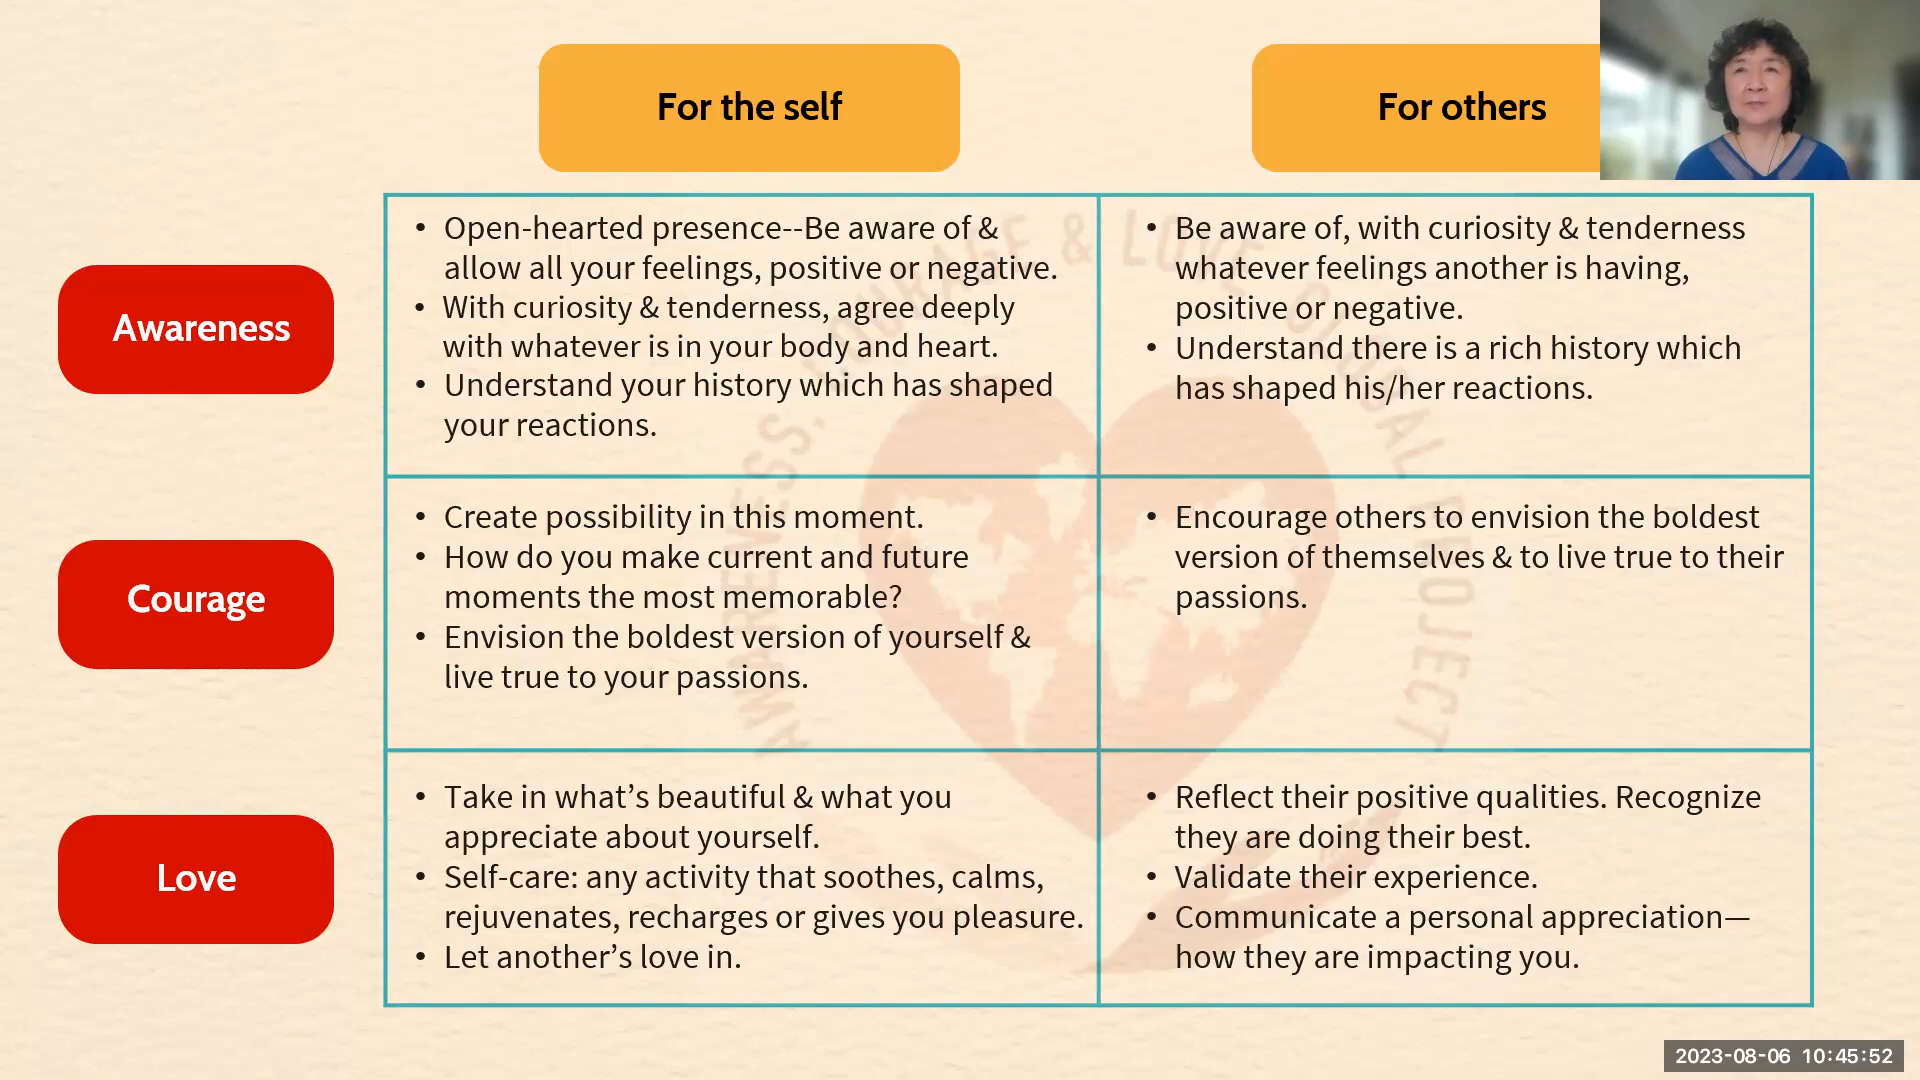 For the self
For others
Awareness
• Open-hearted presence--Be aware of &
allow all your feelings, positive or negative.
• With curiosity & tenderness, agree deeply
with whatever is in your body and heart.
• Understand your history which has shaped
your reactions.
• Be aware of, with curiosity & tenderness
whatever feelings another is having,
positive or negative.
• Understand there is a rich history which
has shaped his/her reactions.
Courage
• Create possibility in this moment.
• How do you make current and future
moments the most memorable?
• Envision the boldest version of yourself &
live true to your passions.
• Encourage others to envision the boldest
version of themselves & to live true to their
passions.
Love
• Take in what’s beautiful & what you
appreciate about yourself.
• Self-care: any activity that soothes, calms,
rejuvenates, recharges or gives you pleasure.
• Let another’s love in.
• Reflect their positive qualities. Recognize
they are doing their best.
• Validate their experience.
• Communicate a personal appreciation—
how they are impacting you.
AWARENESS, COURAGE & LOVE GLOBAL PROJECT
2023-08-06 10:45:52